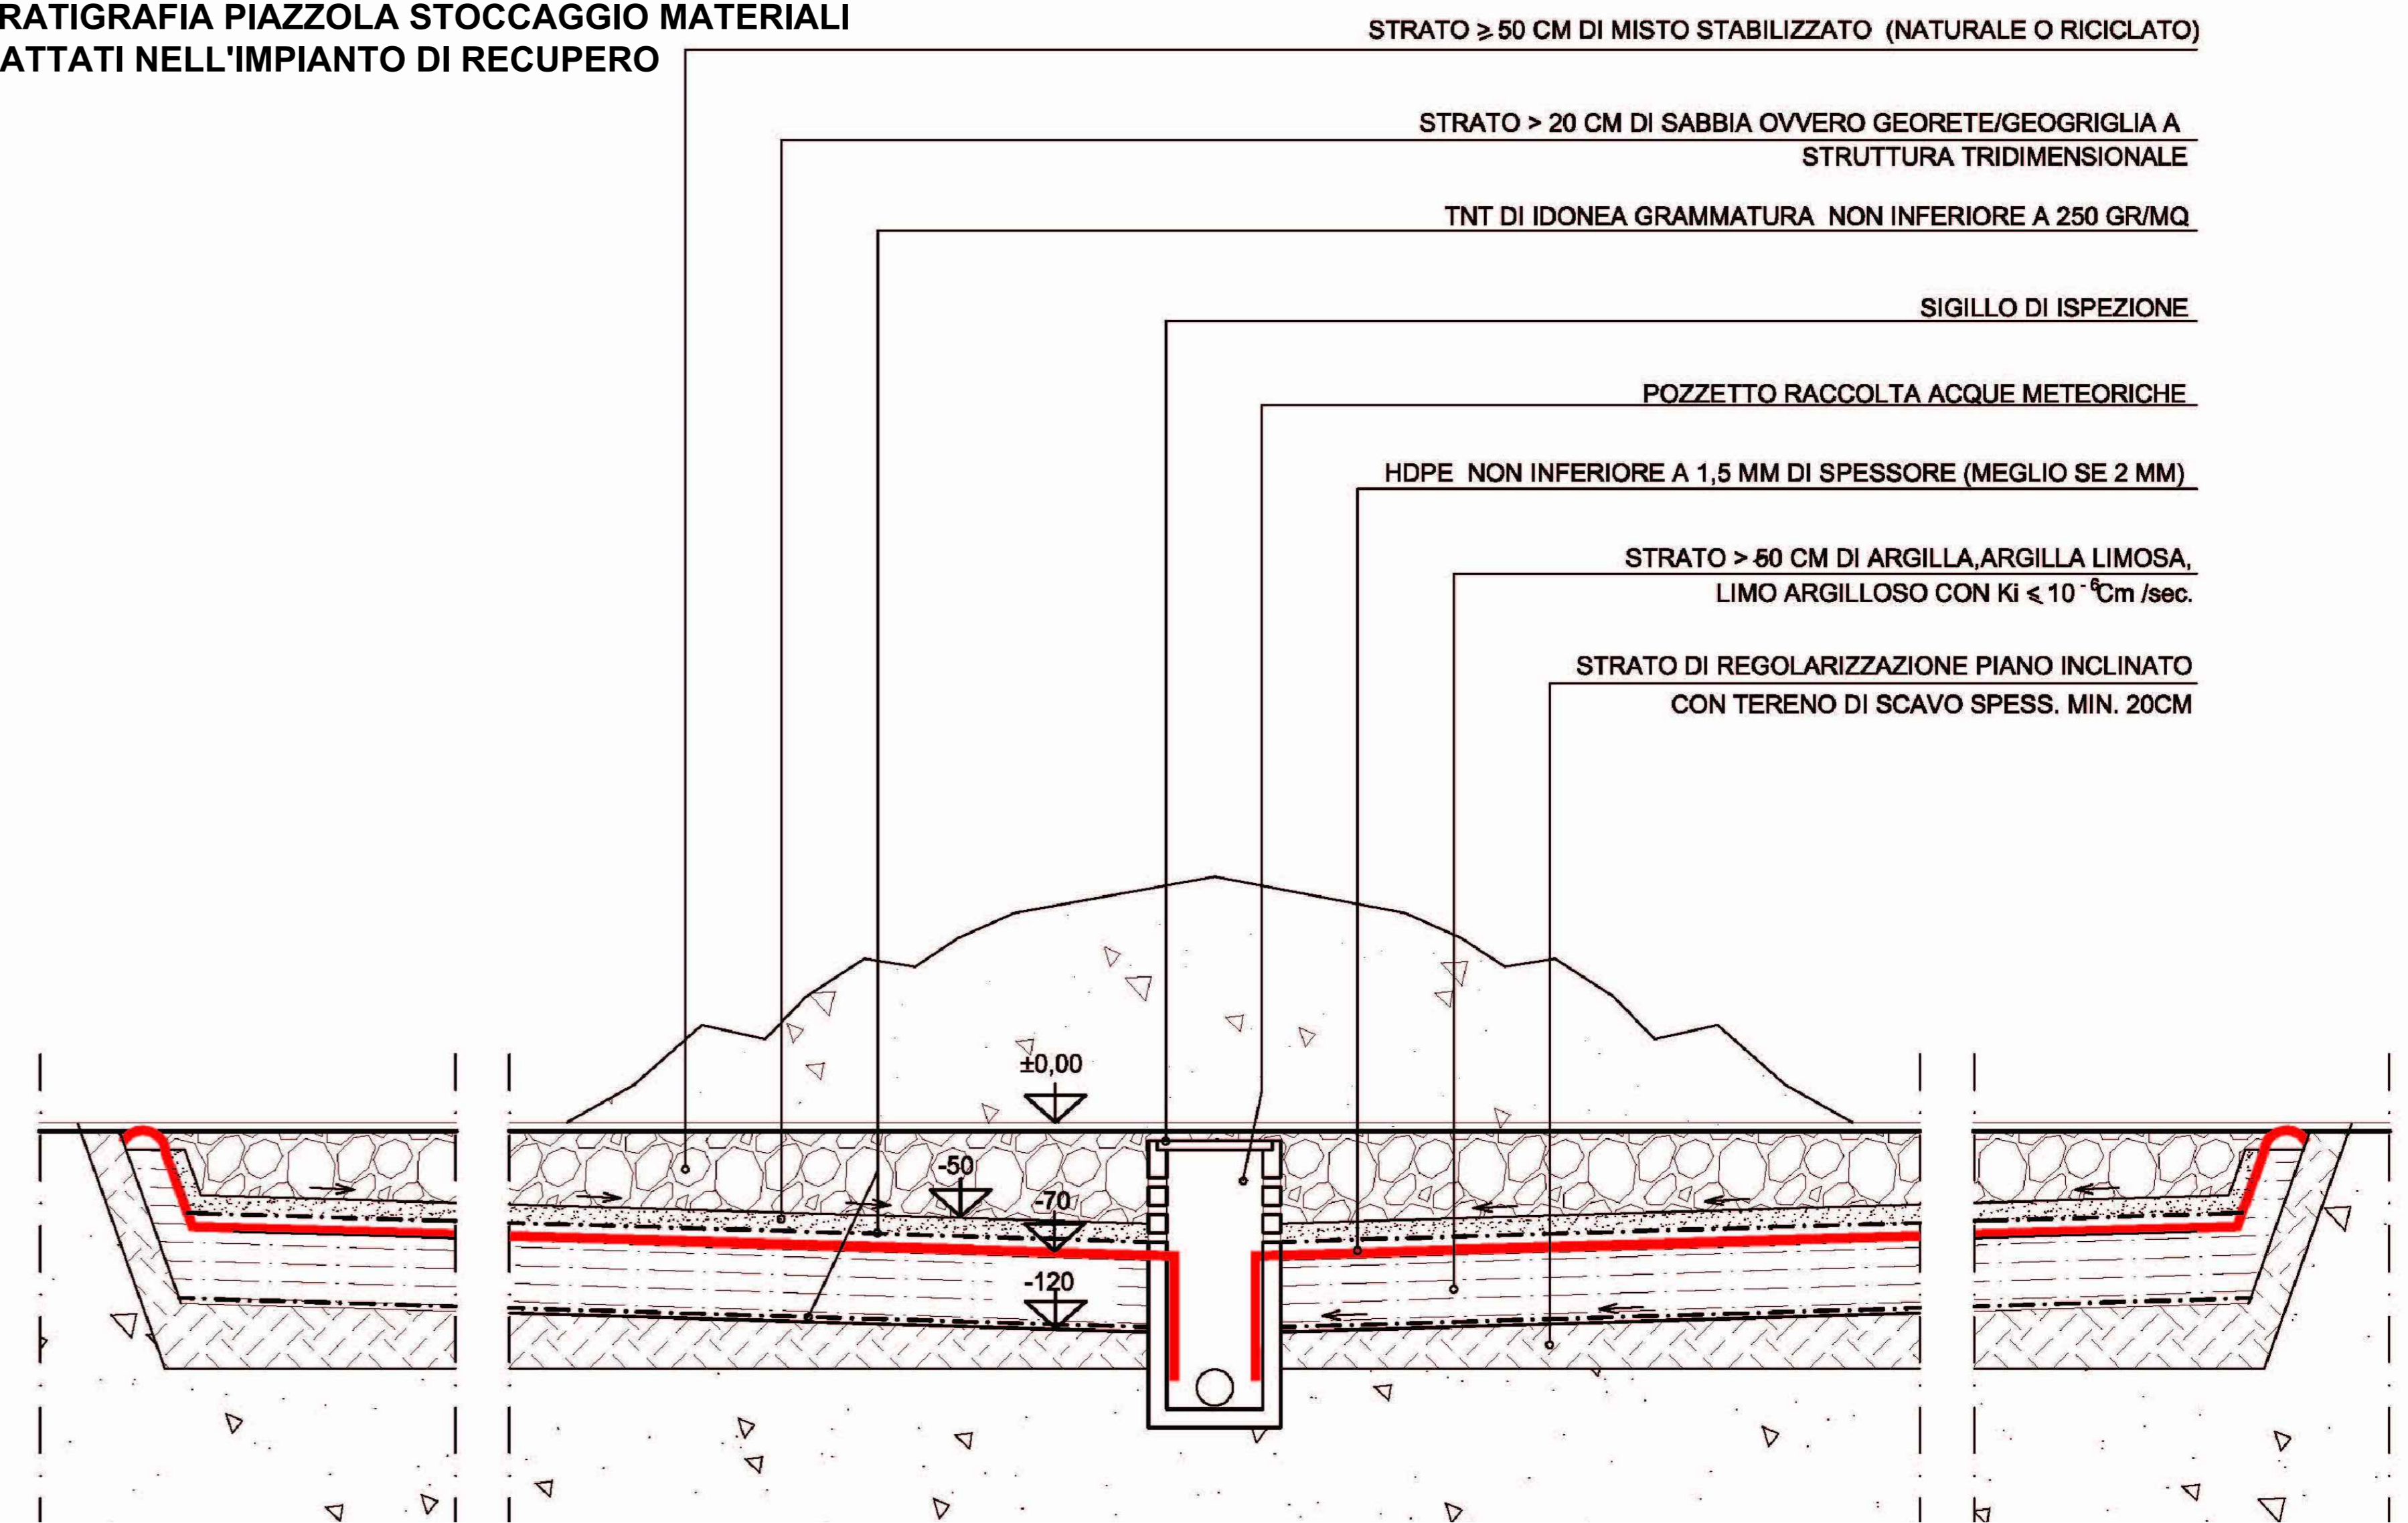 RATIGRAFIA PIAZZOLA STOCCAGGIO MATERIALI
ATTATI NELL'IMPIANTO DI RECUPERO
STRATO ≥ 50 CM DI MISTO STABILIZZATO (NATURALE O RICICLATO)
STRATO > 20 CM DI SABBIA OVVERO GEORETE/GEOGRIGLIA A
STRUTTURA TRIDIMENSIONALE
TNT DI IDONEA GRAMMATURA NON INFERIORE A 250 GR/MQ
SIGILLO DI ISPEZIONE
POZZETTO RACCOLTA ACQUE METEORICHE
HDPE NON INFERIORE A 1,5 MM DI SPESSORE (MEGLIO SE 2 MM)
STRATO > 50 CM DI ARGILLA,ARGILLA LIMOSA,
LIMO ARGILLOSO CON Ki ≤ 10⁻⁶Cm /sec.
STRATO DI REGOLARIZZAZIONE PIANO INCLINATO
CON TERENO DI SCAVO SPESS. MIN. 20CM
±0,00
-50
-70
-120